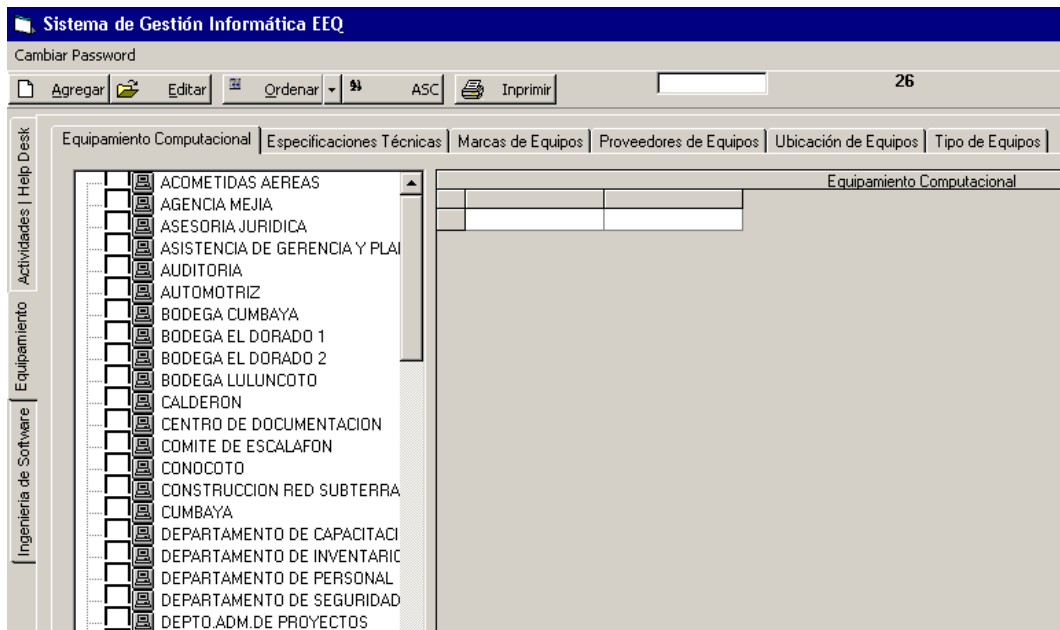 Sistema de Gestión Informática EEQ
Cambiar Password
Agregar Editar Ordenar ASC Inprimir 26
Equipamiento Computacional Especificaciones Técnicas Marcas de Equipos Proveedores de Equipos Ubicación de Equipos Tipo de Equipos
Actividades | Help Desk
Equipamiento
Ingenieria de Software
ACOMETIDAS AEREAS
AGENCIA MEJIA
ASESORIA JURIDICA
ASISTENCIA DE GERENCIA Y PLAI
AUDITORIA
AUTOMOTRIZ
BODEGA CUMBAYA
BODEGA EL DORADO 1
BODEGA EL DORADO 2
BODEGA LULUNCOTO
CALDERON
CENTRO DE DOCUMENTACION
COMITE DE ESCALAFON
CONOCOTO
CONSTRUCCION RED SUBTERRA
CUMBAYA
DEPARTAMENTO DE CAPACITACI
DEPARTAMENTO DE INVENTARIO
DEPARTAMENTO DE PERSONAL
DEPARTAMENTO DE SEGURIDAD
DEPTO.ADM.DE PROYECTOS
Equipamiento Computacional